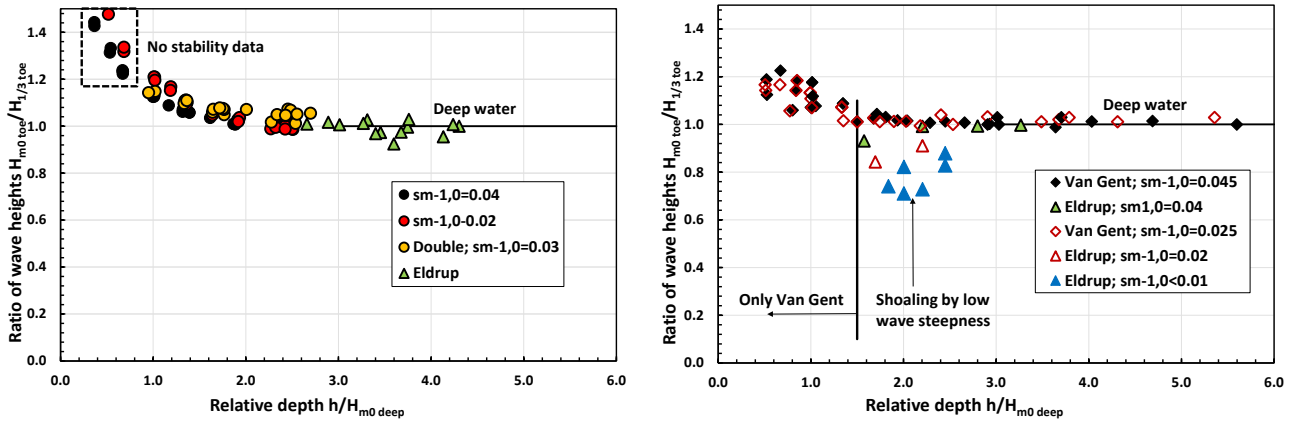 Ratio of wave heights Hm0 toe/H1/3 toe
1.4
1.2
1.0
0.8
0.6
0.4
0.2
0.0
0.0 1.0 2.0 3.0 4.0 5.0 6.0
Relative depth h/Hm0 deep
No stability data
Deep water
sm-1,0=0.04
sm-1,0-0.02
Double; sm-1,0=0.03
Eldrup
Ratio of wave heights Hm0 toe/H1/3 toe
1.4
1.2
1.0
0.8
0.6
0.4
0.2
0.0
0.0 1.0 2.0 3.0 4.0 5.0 6.0
Relative depth h/Hm0 deep
Deep water
Van Gent; sm-1,0=0.045
Eldrup; sm1,0=0.04
Van Gent; sm-1,0=0.025
Eldrup; sm-1,0=0.02
Eldrup; sm-1,0<0.01
Only Van Gent
Shoaling by low
wave steepness